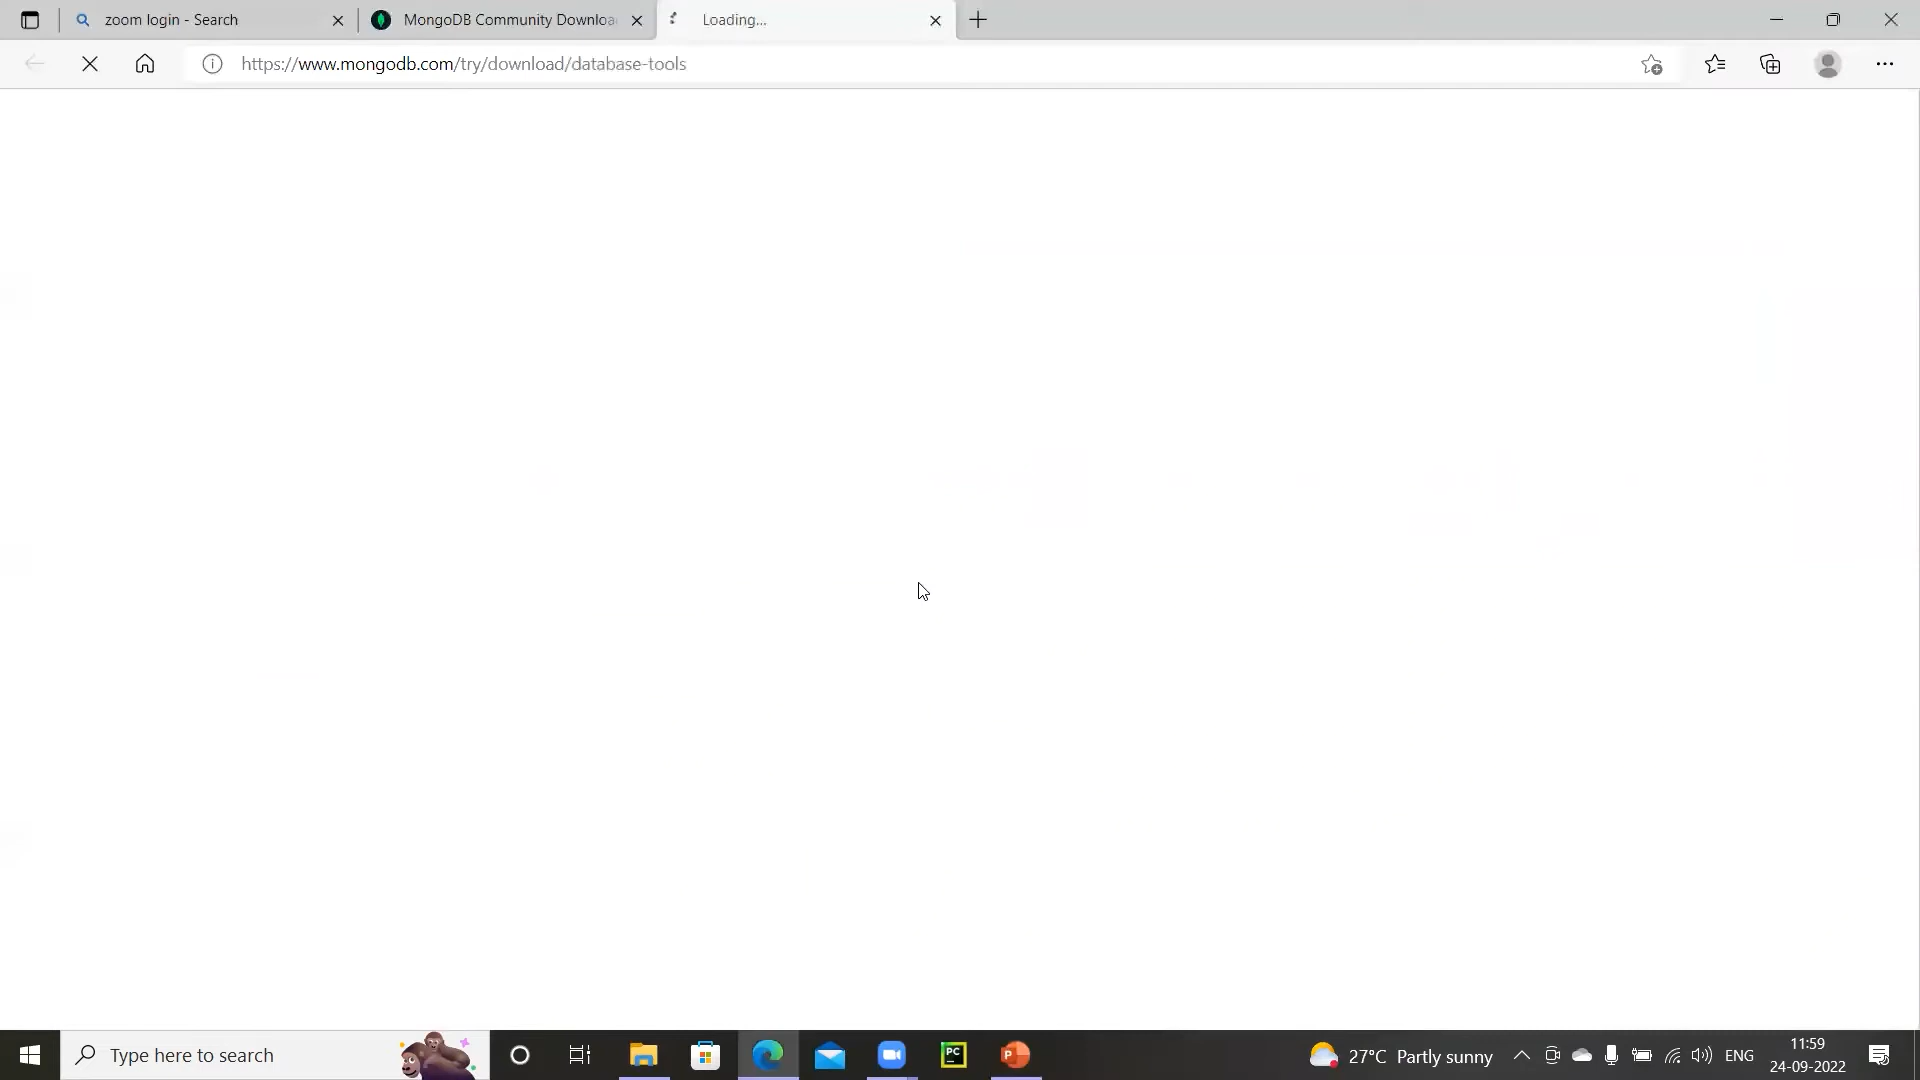 zoom login - Search
MongoDB Community Downloa
Loading...
https://www.mongodb.com/try/download/database-tools
Type here to search
PC
P
27°C Partly sunny
ENG
11:59
24-09-2022